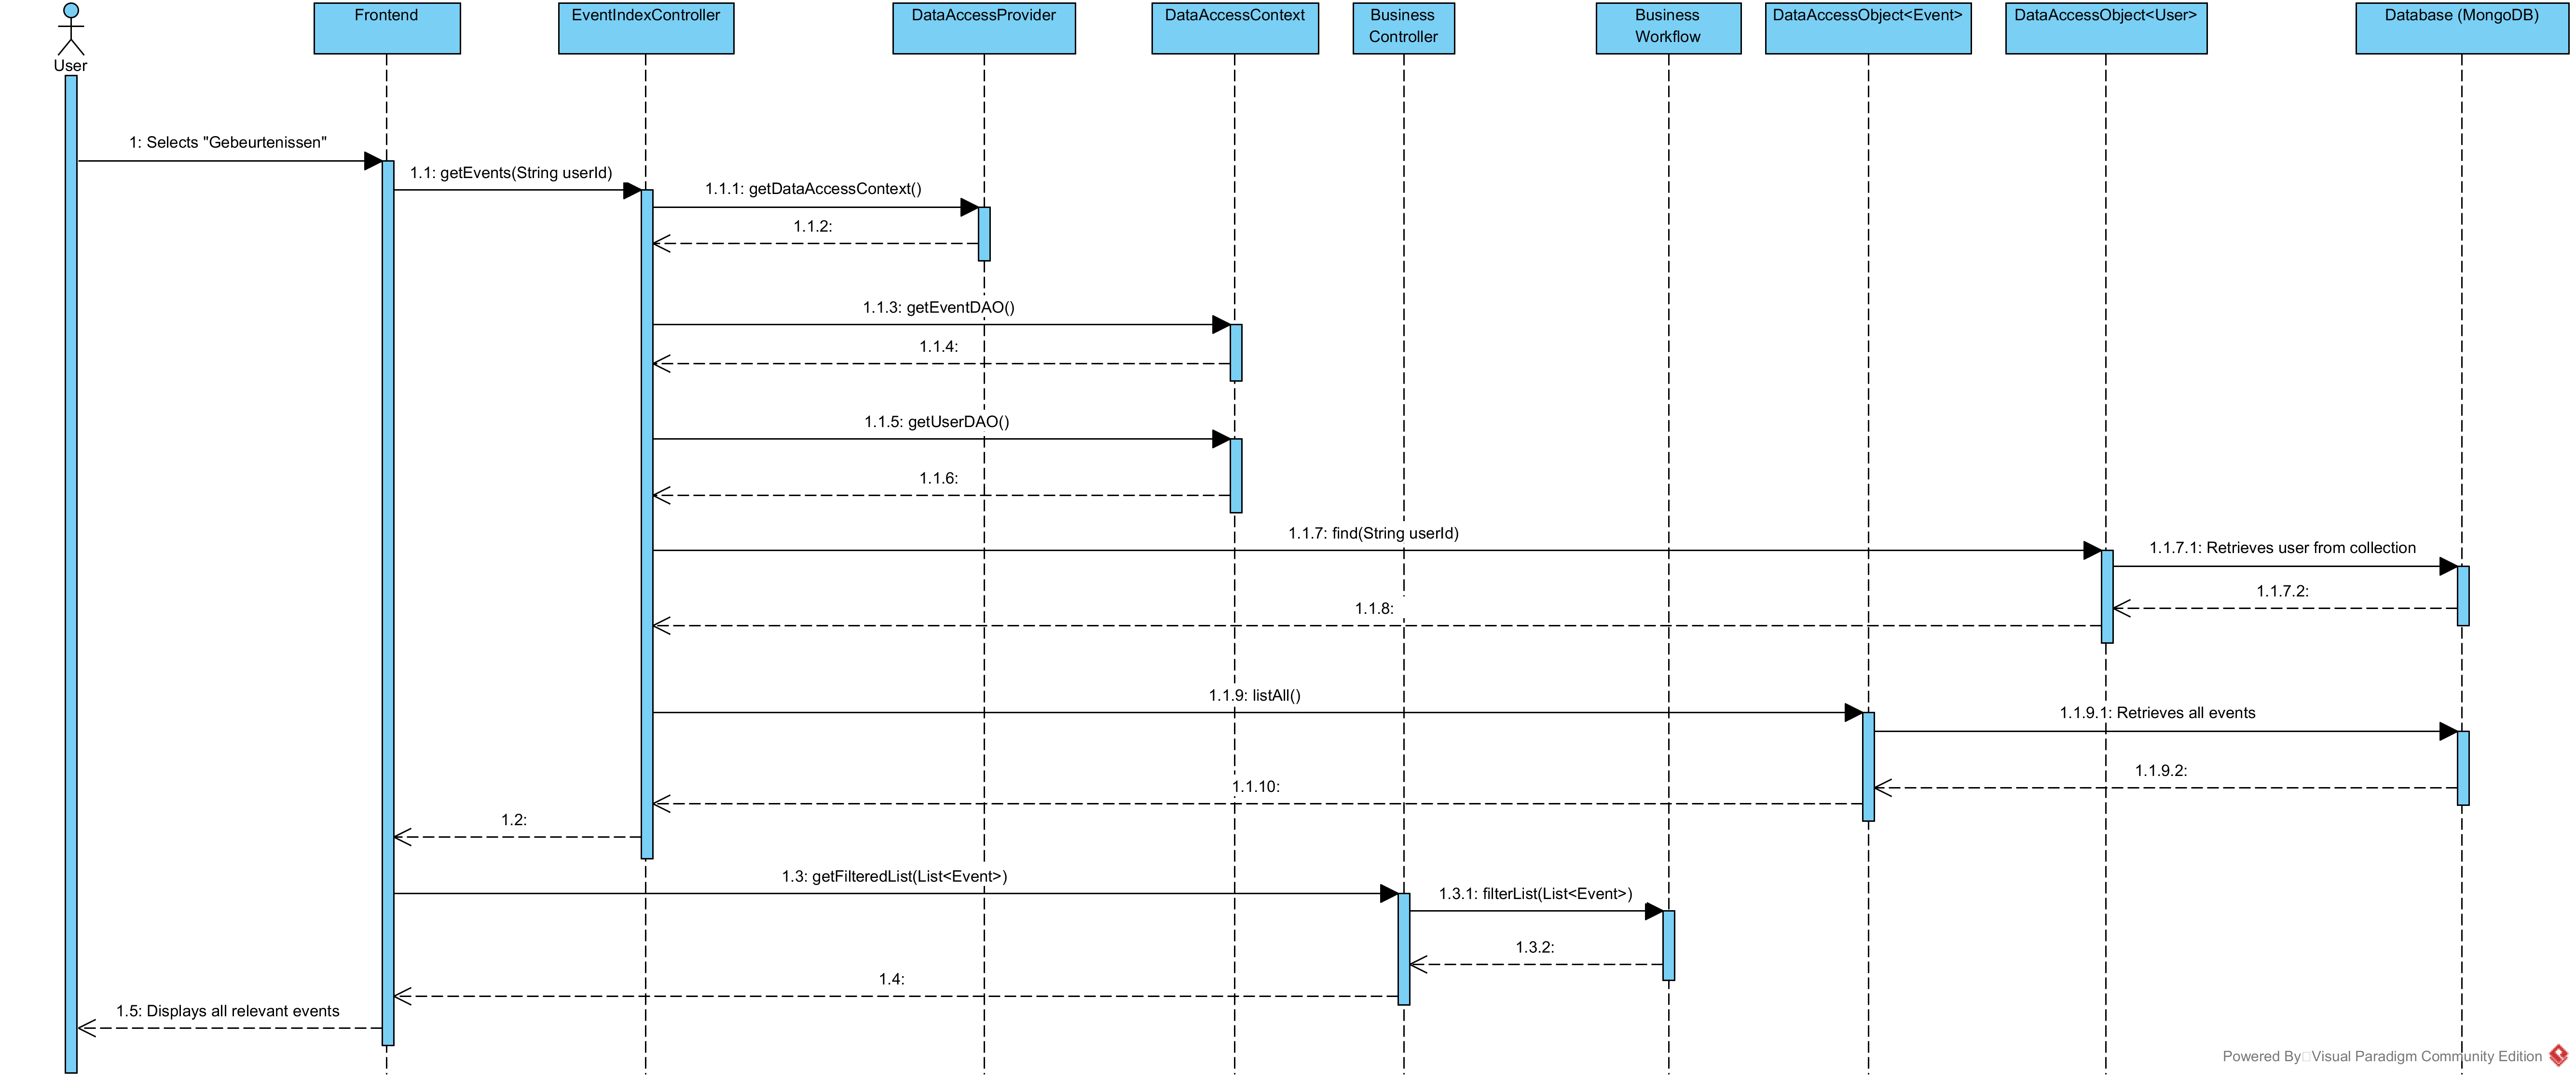 User
Frontend
EventIndexController
DataAccessProvider
DataAccessContext
Business
Controller
Business
Workflow
DataAccessObject<Event>
DataAccessObject<User>
Database (MongoDB)
1: Selects "Gebeurtenissen"
1.1: getEvents(String userId)
1.1.1: getDataAccessContext()
1.1.2:
1.1.3: getEventDAO()
1.1.4:
1.1.5: getUserDAO()
1.1.6:
1.1.7: find(String userId)
1.1.7.1: Retrieves user from collection
1.1.7.2:
1.1.8:
1.1.9: listAll()
1.1.9.1: Retrieves all events
1.1.9.2:
1.1.10:
1.2:
1.3: getFilteredList(List<Event>)
1.3.1: filterList(List<Event>)
1.3.2:
1.4:
1.5: Displays all relevant events
Powered By Visual Paradigm Community Edition